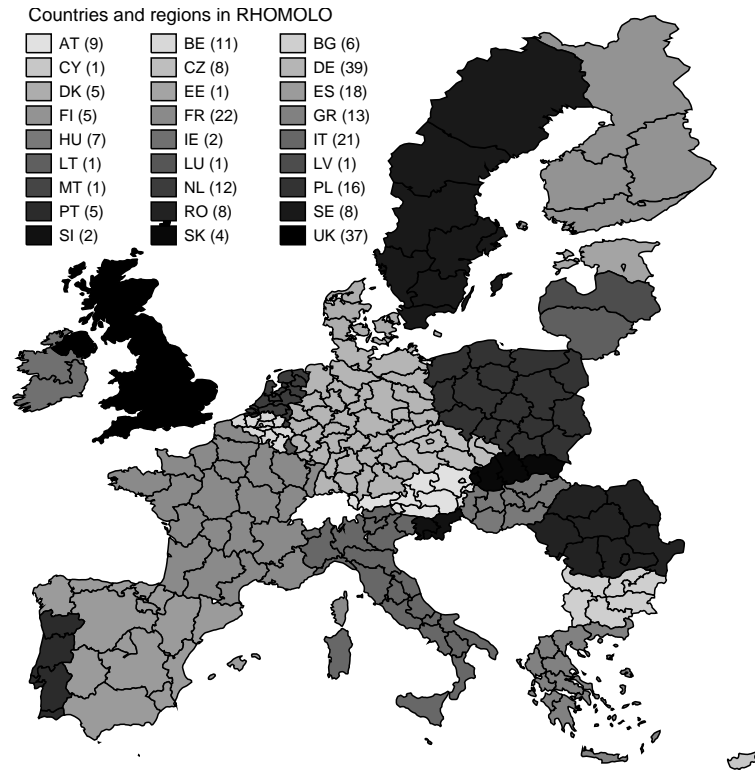 Countries and regions in RHOMOLO
AT (9) BE (11) BG (6)
CY (1) CZ (8) DE (39)
DK (5) EE (1) ES (18)
FI (5) FR (22) GR (13)
HU (7) IE (2) IT (21)
LT (1) LU (1) LV (1)
MT (1) NL (12) PL (16)
PT (5) RO (8) SE (8)
SI (2) SK (4) UK (37)